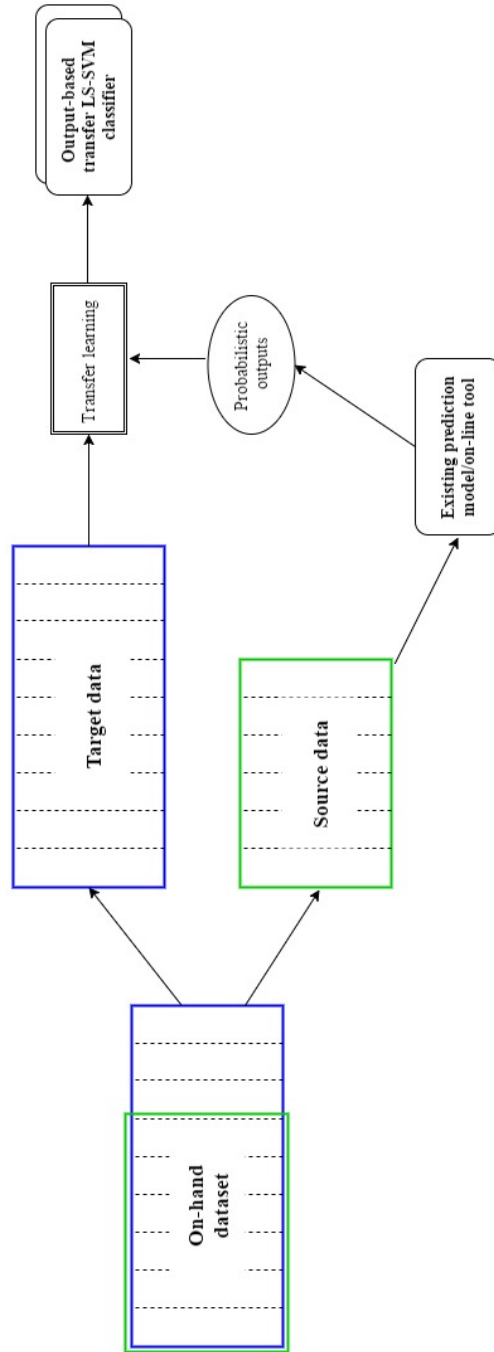 On-hand
dataset
Target data
Source data
Existing prediction
model/on-line tool
Probabilistic
outputs
Transfer learning
Output-based
transfer LS-SVM
classifier